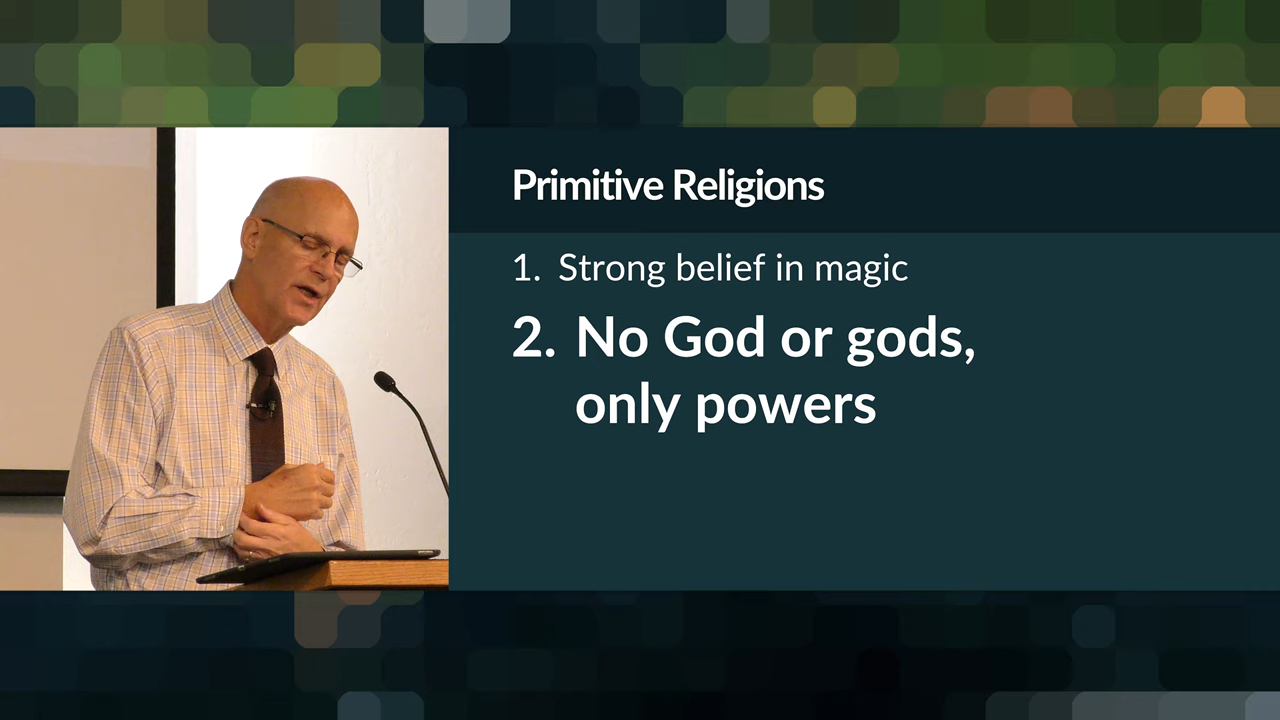 Primitive Religions
1. Strong belief in magic
2. No God or gods,
only powers